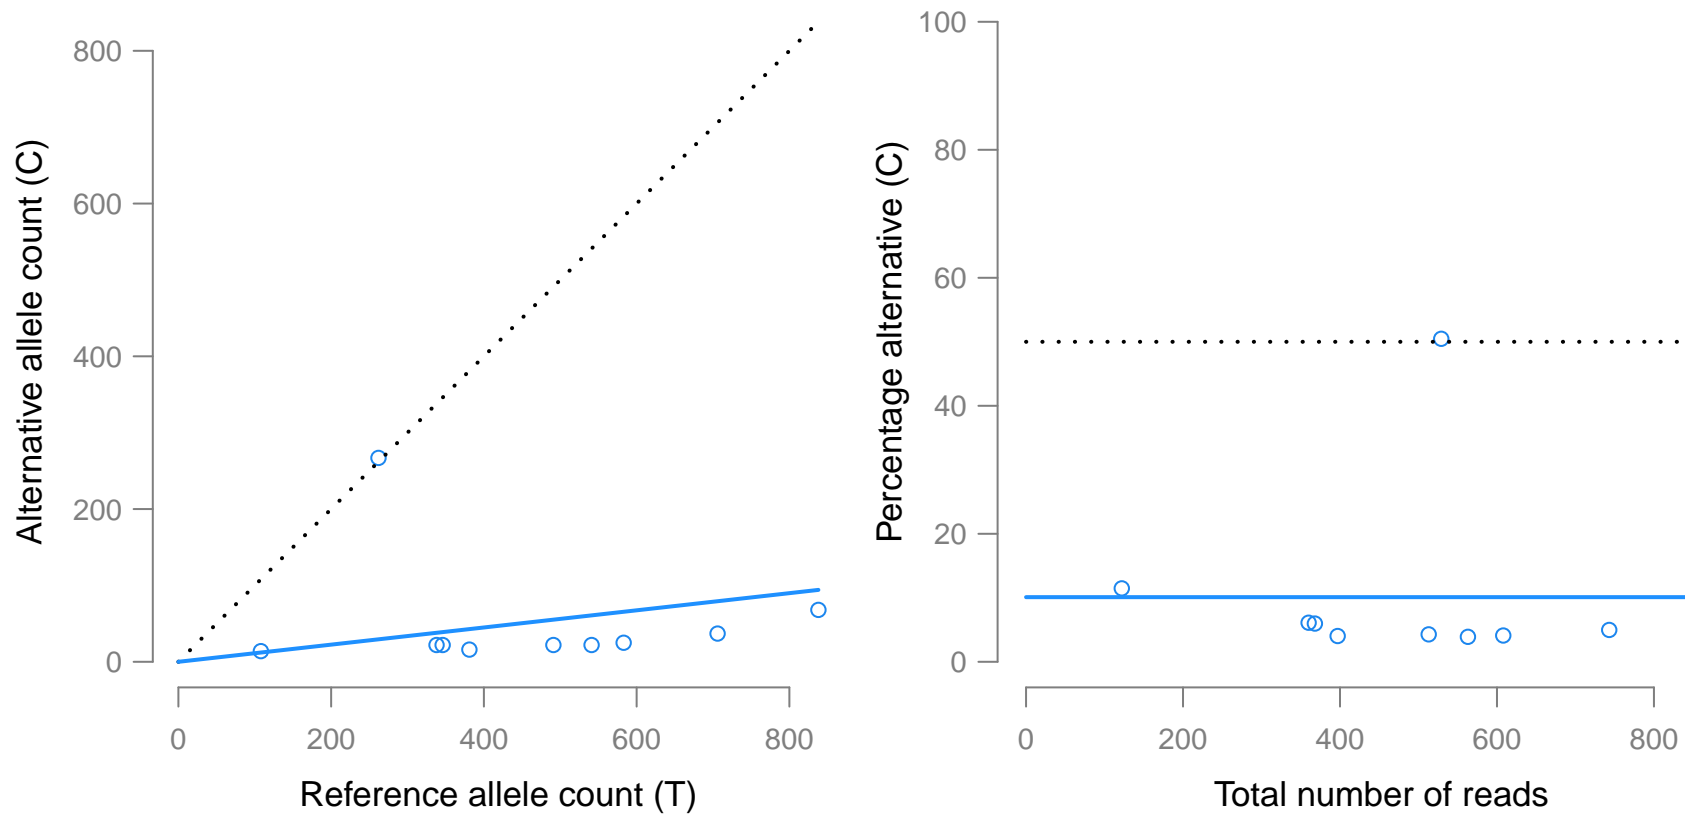 800
600
400
200
0
0 200 400 600 800
Alternative allele count (C)
Reference allele count (T)
100
80
60
40
20
0
0 200 400 600 800
Percentage alternative (C)
Total number of reads